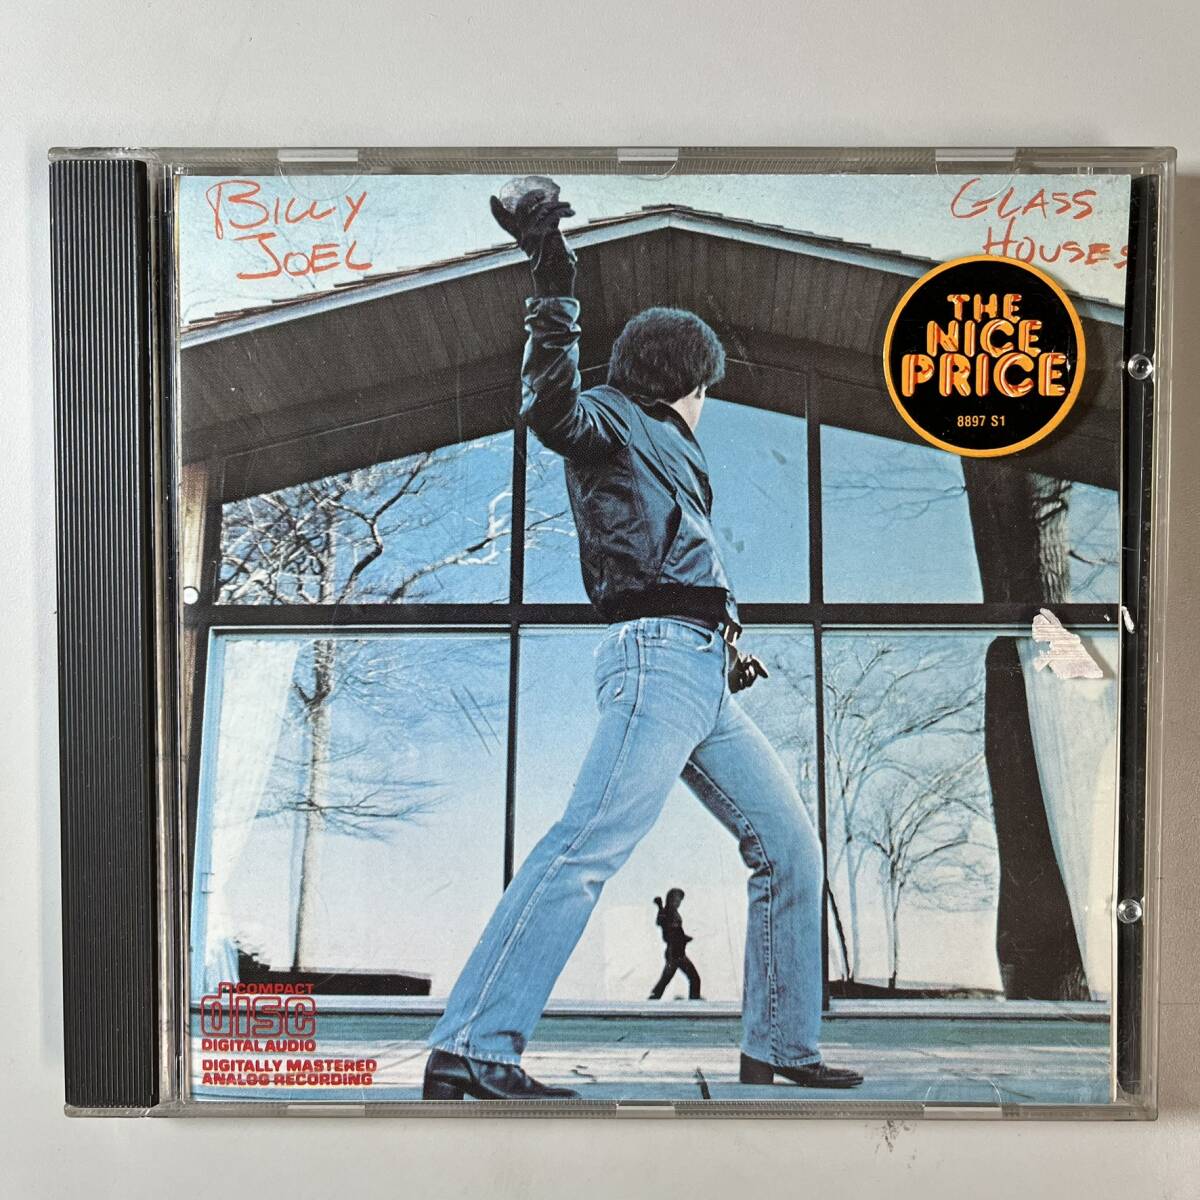 BILLY
JOEL
GLASS
HOUSES
THE
NICE
PRICE
8897 S1
COMPACT
disc
DIGITAL AUDIO
DIGITALLY MASTERED
ANALOG RECORDING